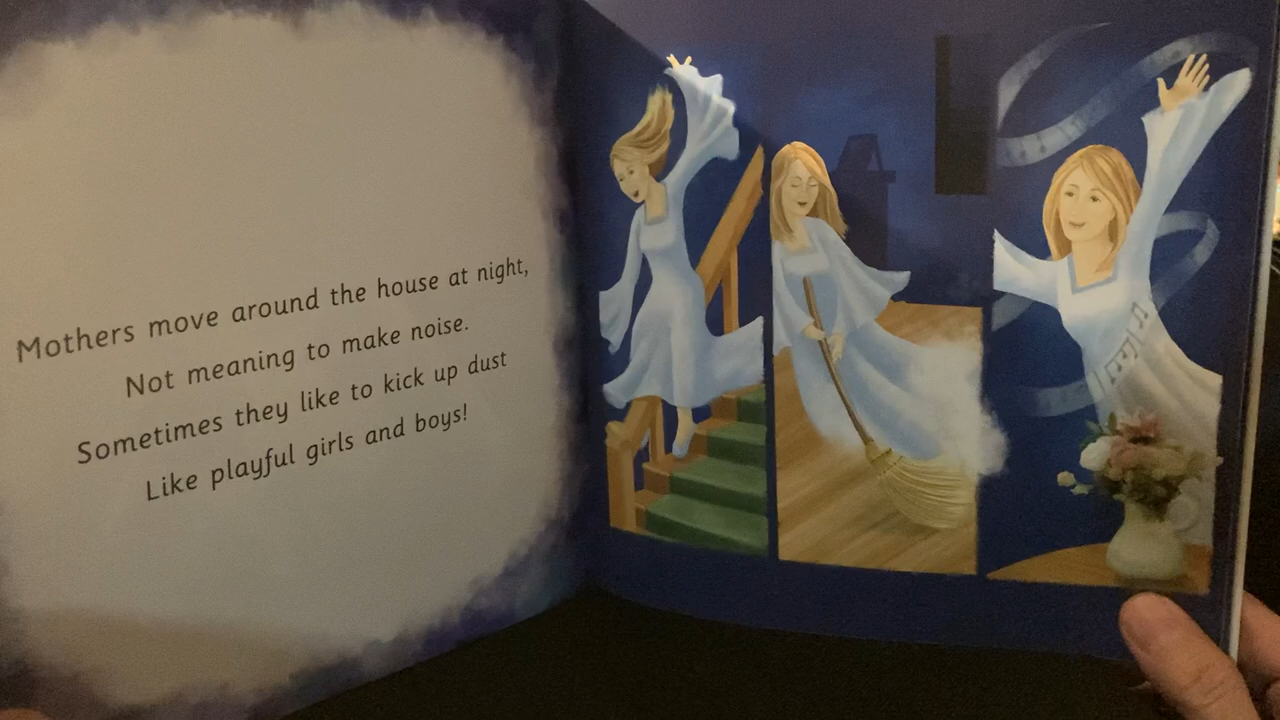 Mothers move around the house at night,
Not meaning to make noise.
Sometimes they like to kick up dust
Like playful girls and boys!